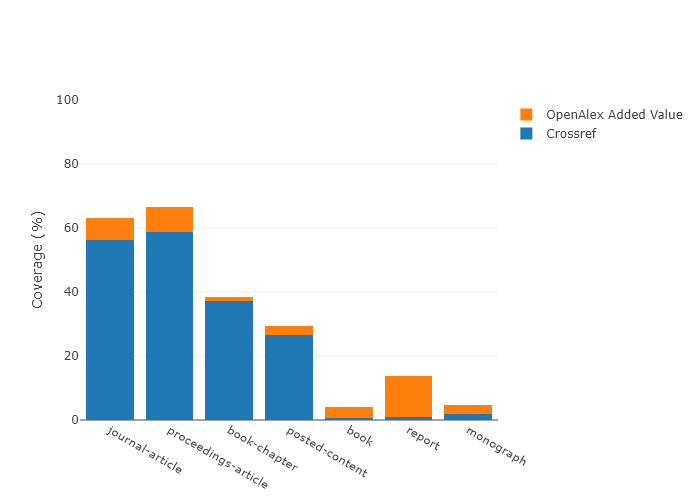 100
80
60
40
20
0
Coverage (%)
journal-article
proceedings-article
book-chapter
posted-content
book
report
monograph
OpenAlex Added Value
Crossref